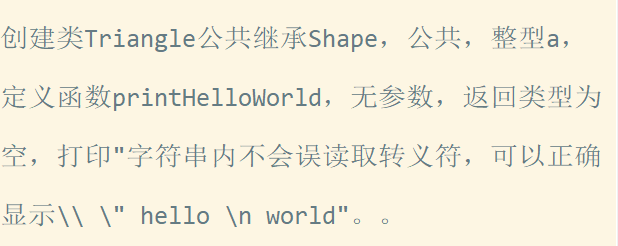 创建类Triangle公共继承Shape，公共，整型a，
定义函数printHelloWorld，无参数，返回类型为
空，打印"字符串内不会误读取转义符，可以正确
显示\\ \" hello \n world"。。